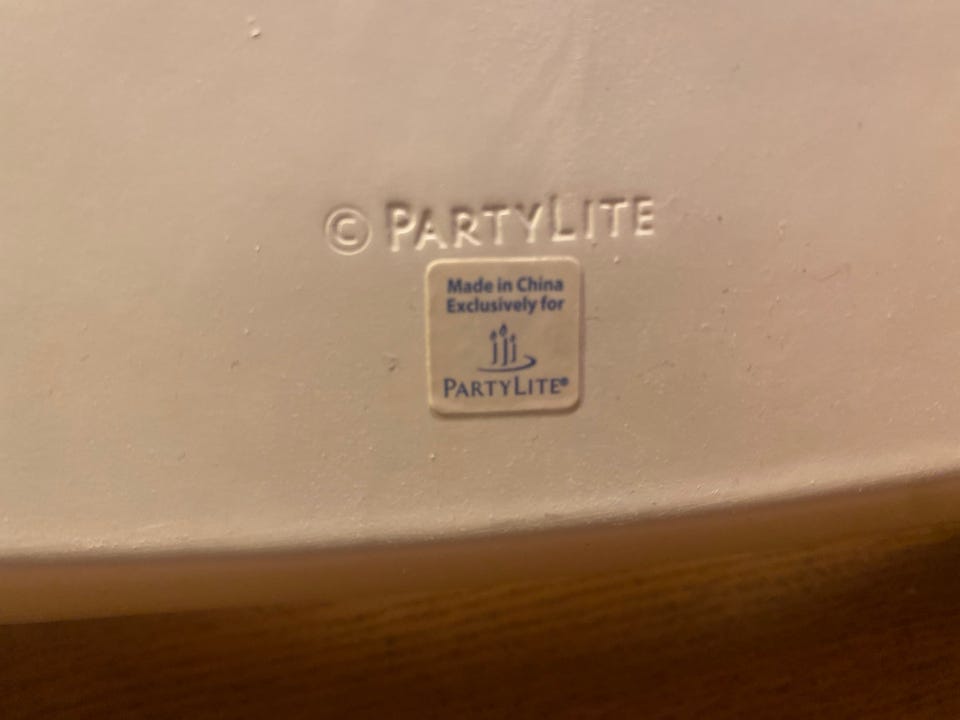 © PARTYLITE
Made in China
Exclusively for
PARTYLITE®